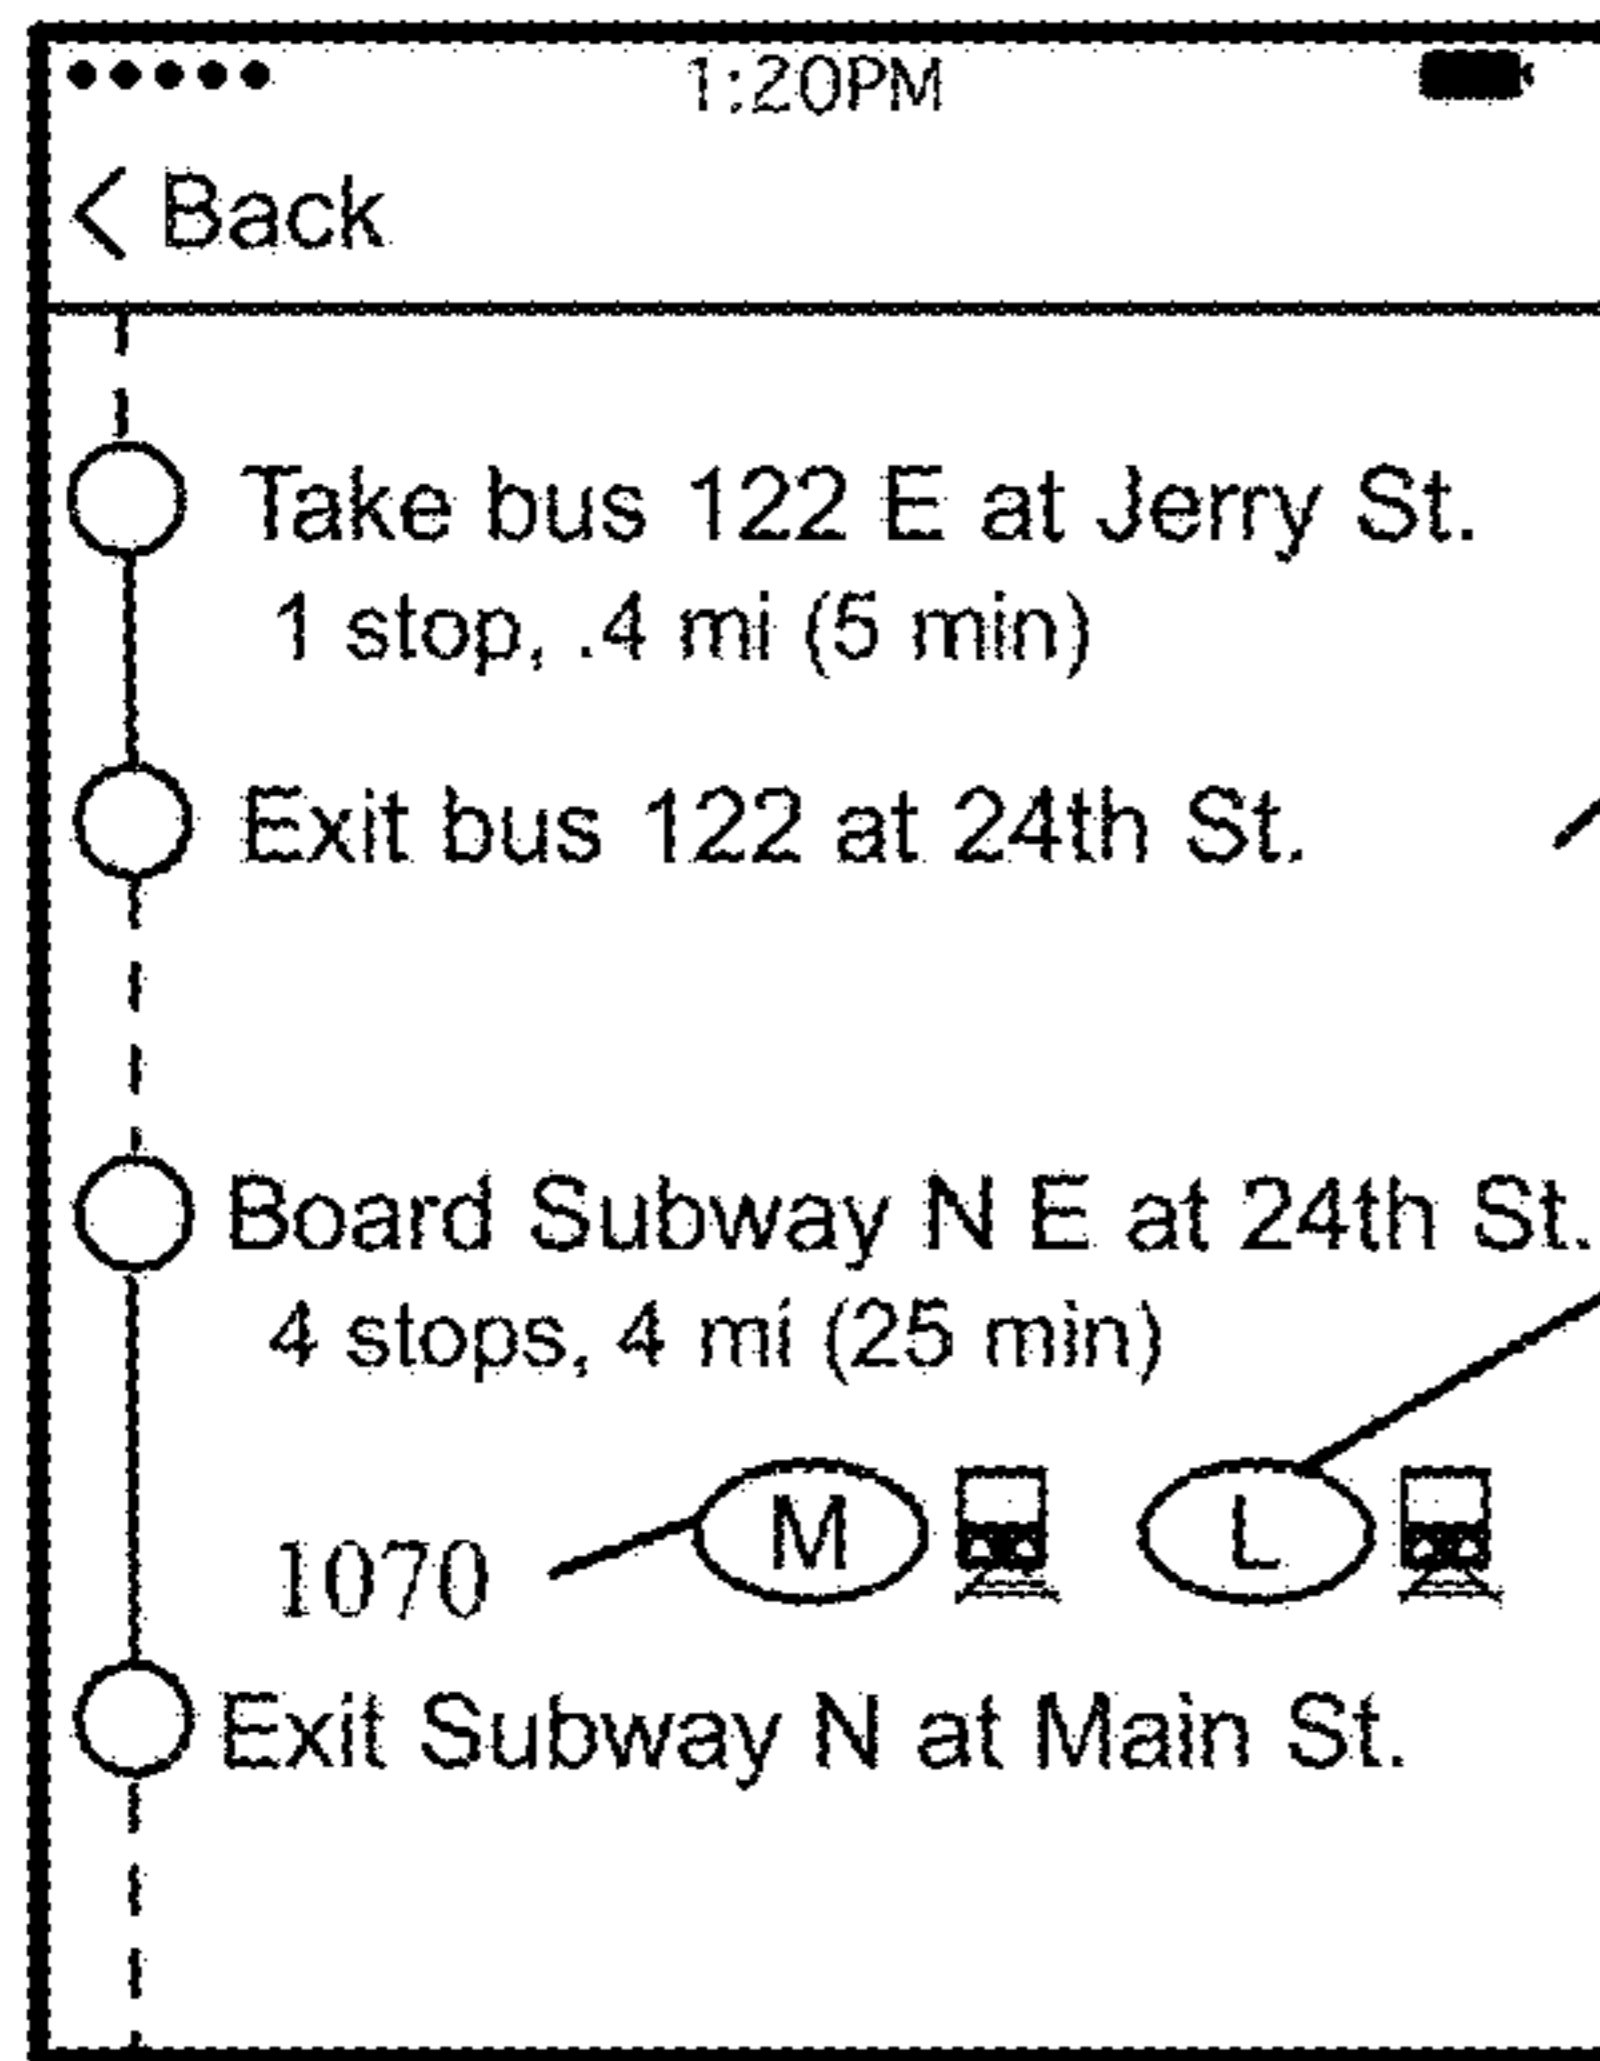 1:20PM
< Back
Take bus 122 E at Jerry St.
1 stop, .4 mi (5 min)
Exit bus 122 at 24th St.
Board Subway N E at 24th St.
4 stops, 4 mi (25 min)
1070 M L
Exit Subway N at Main St.